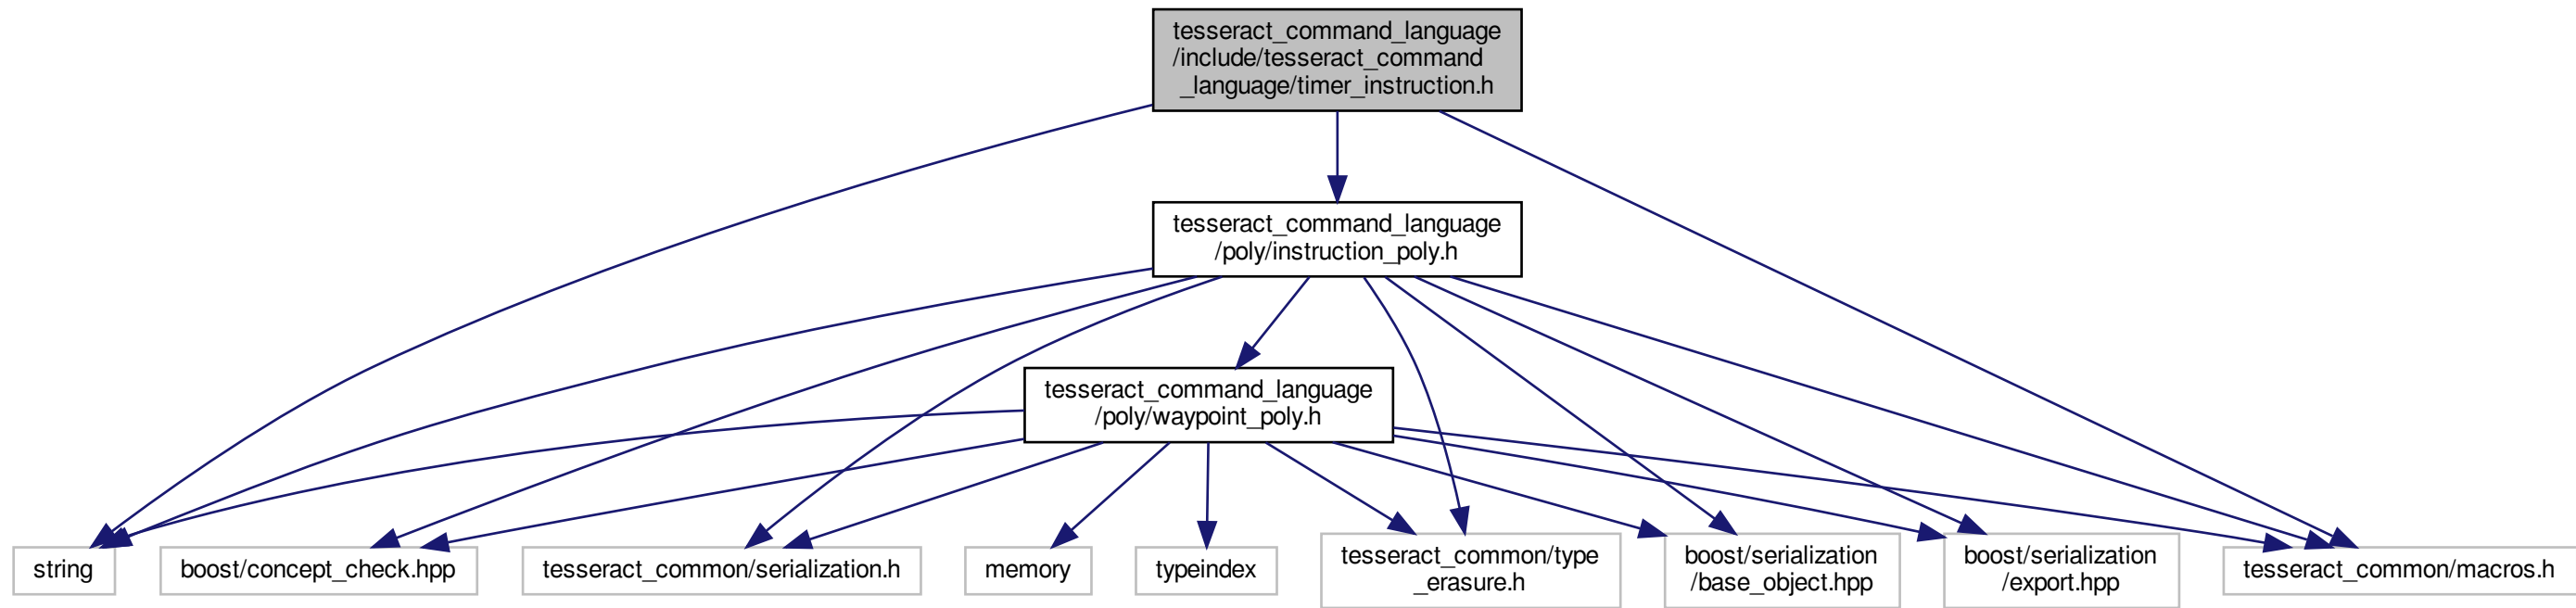 tesseract_command_language
/include/tesseract_command
_language/timer_instruction.h
tesseract_command_language
/poly/instruction_poly.h
tesseract_command_language
/poly/waypoint_poly.h
string
boost/concept_check.hpp
tesseract_common/serialization.h
memory
typeindex
tesseract_common/type
_erasure.h
boost/serialization
/base_object.hpp
boost/serialization
/export.hpp
tesseract_common/macros.h